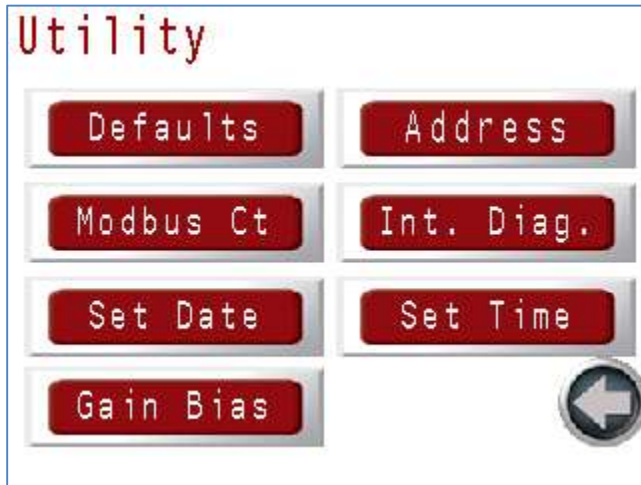 Utility
Defaults
Address
Modbus Ct
Int. Diag.
Set Date
Set Time
Gain Bias